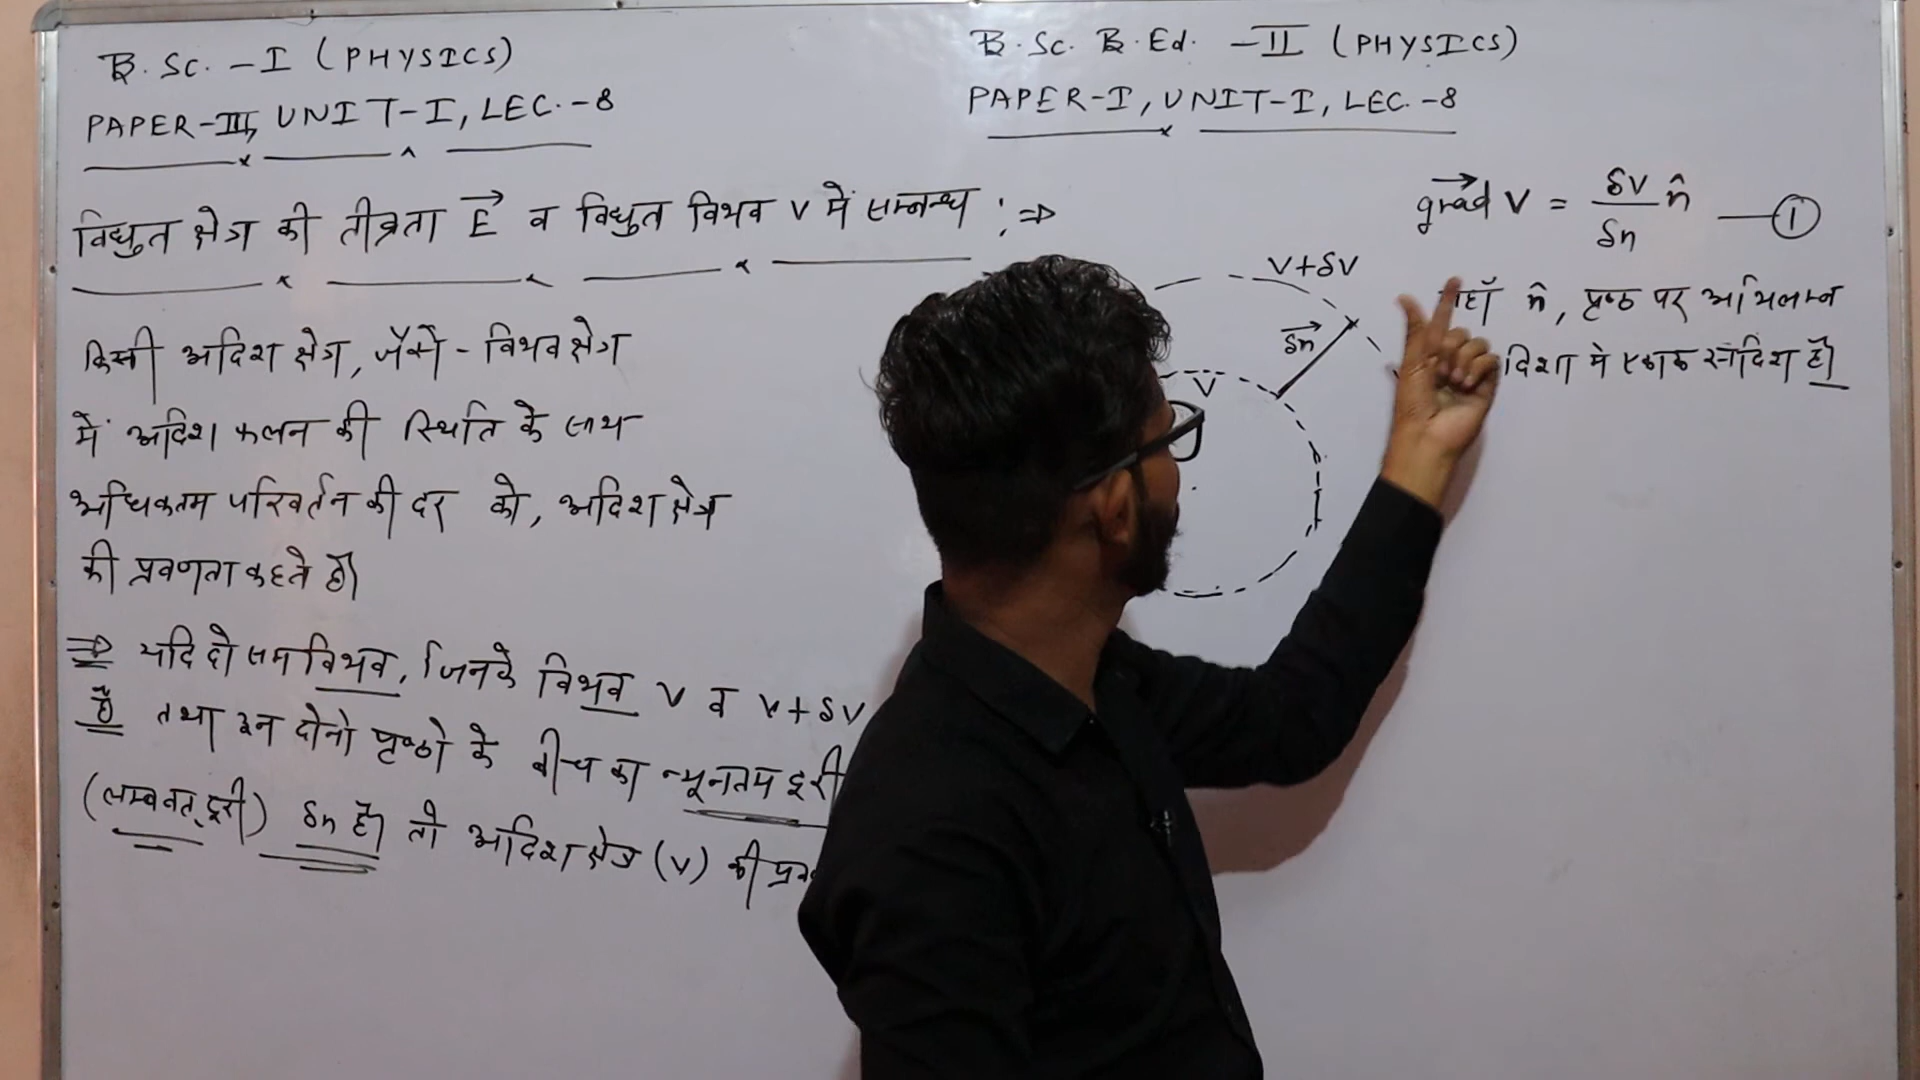 B.Sc. -I (PHYSICS)
PAPER-III, UNIT-I, LEC.-8
विद्युत क्षेत्र की तीव्रता E व विद्युत विभव V में सम्बन्ध :⇒
किसी अदिश क्षेत्र, जैसे - विभव क्षेत्र
में अदिश फलन की स्थिति के साथ
अधिकतम परिवर्तन की दर को, अदिश क्षेत्र
की प्रवणता कहते हैं।
⇒ यदि दो समविभव, जिनके विभव V व V+δV
है तथा इन दोनो पृष्ठो के बीच का न्यूनतम दूरी
(लम्बवत् दूरी) δn है। तो अदिश क्षेत्र (V) की
B.Sc. B.Ed. -II (PHYSICS)
PAPER-I, UNIT-I, LEC.-8
grad V = δV/δn n̂ —①
V+δV
δn
V
n̂, पृष्ठ पर अभिलम्ब
दिशा मे एकांक सदिश है।